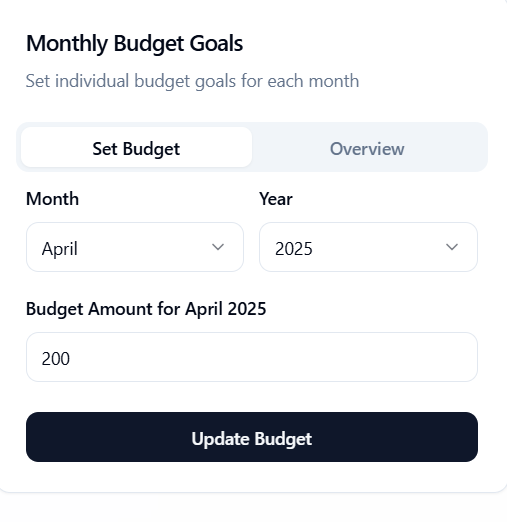 Monthly Budget Goals
Set individual budget goals for each month
Set Budget Overview
Month Year
April 2025
Budget Amount for April 2025
200
Update Budget